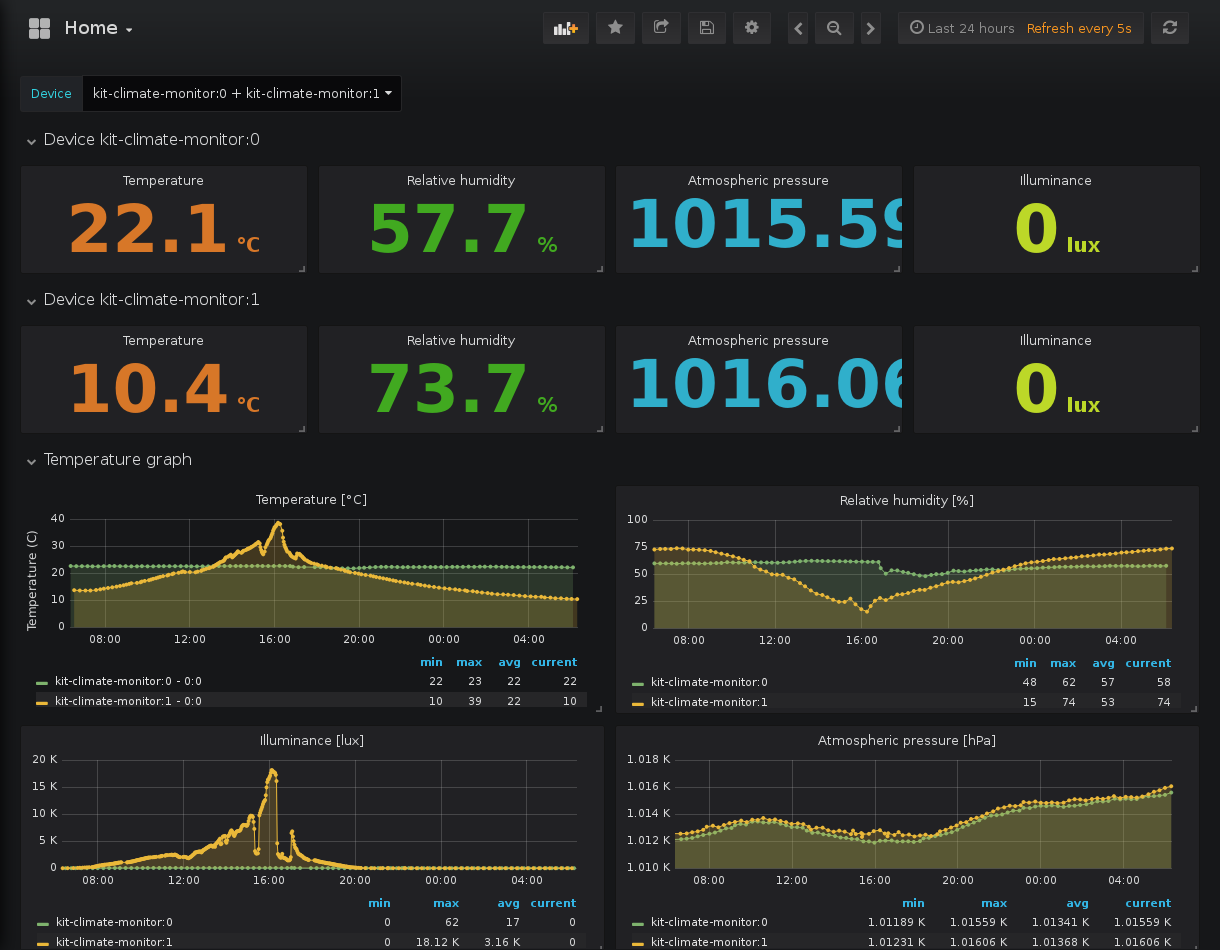 Home
Last 24 hours Refresh every 5s
Device kit-climate-monitor:0 + kit-climate-monitor:1
Device kit-climate-monitor:0
Temperature Relative humidity Atmospheric pressure Illuminance
22.1 °C 57.7 % 1015.59 0 lux
Device kit-climate-monitor:1
Temperature Relative humidity Atmospheric pressure Illuminance
10.4 °C 73.7 % 1016.06 0 lux
Temperature graph
Temperature [°C]
Temperature (C)
40
30
20
10
0
08:00 12:00 16:00 20:00 00:00 04:00
min max avg current
kit-climate-monitor:0 - 0:0 22 23 22 22
kit-climate-monitor:1 - 0:0 10 39 22 10
Relative humidity [%]
100
75
50
25
0
08:00 12:00 16:00 20:00 00:00 04:00
min max avg current
kit-climate-monitor:0 48 62 57 58
kit-climate-monitor:1 15 74 53 74
Illuminance [lux]
20 K
15 K
10 K
5 K
0
08:00 12:00 16:00 20:00 00:00 04:00
min max avg current
kit-climate-monitor:0 0 62 17 0
kit-climate-monitor:1 0 18.12 K 3.16 K 0
Atmospheric pressure [hPa]
1.018 K
1.016 K
1.014 K
1.012 K
1.010 K
08:00 12:00 16:00 20:00 00:00 04:00
min max avg current
kit-climate-monitor:0 1.01189 K 1.01559 K 1.01341 K 1.01559 K
kit-climate-monitor:1 1.01231 K 1.01606 K 1.01368 K 1.01606 K